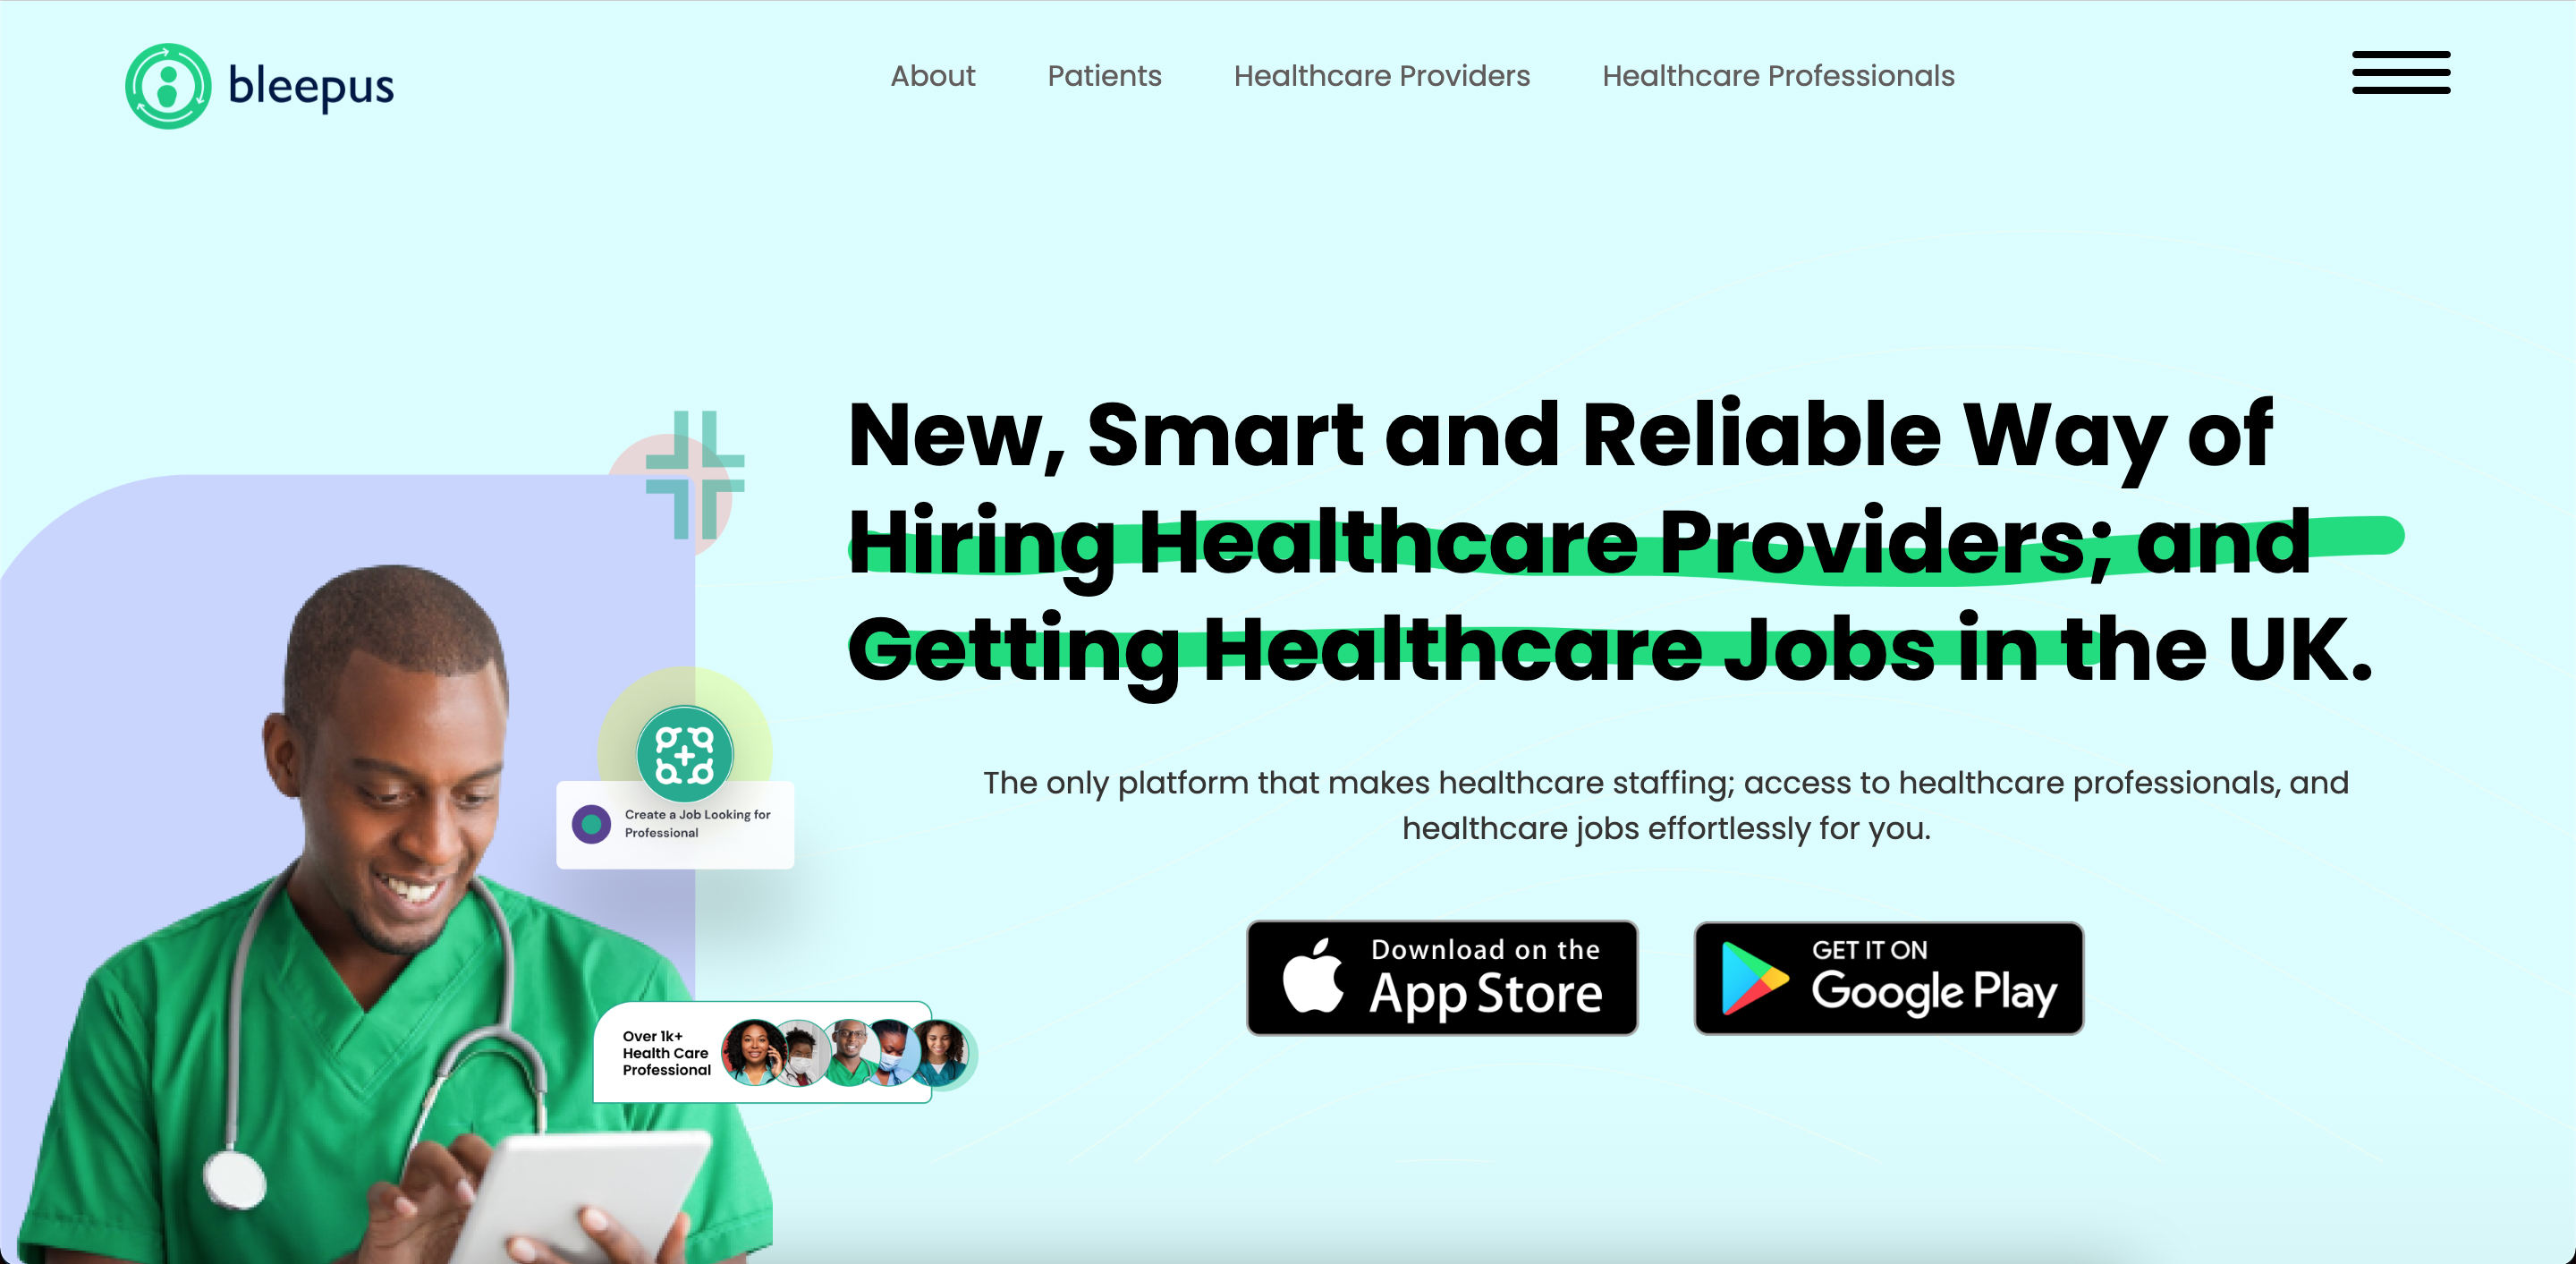 bleepus
About
Patients
Healthcare Providers
Healthcare Professionals
New, Smart and Reliable Way of
Hiring Healthcare Providers; and
Getting Healthcare Jobs in the UK.
The only platform that makes healthcare staffing; access to healthcare professionals, and
healthcare jobs effortlessly for you.
Download on the
App Store
GET IT ON
Google Play
Create a Job Looking for
Professional
Over 1k+
Health Care
Professional